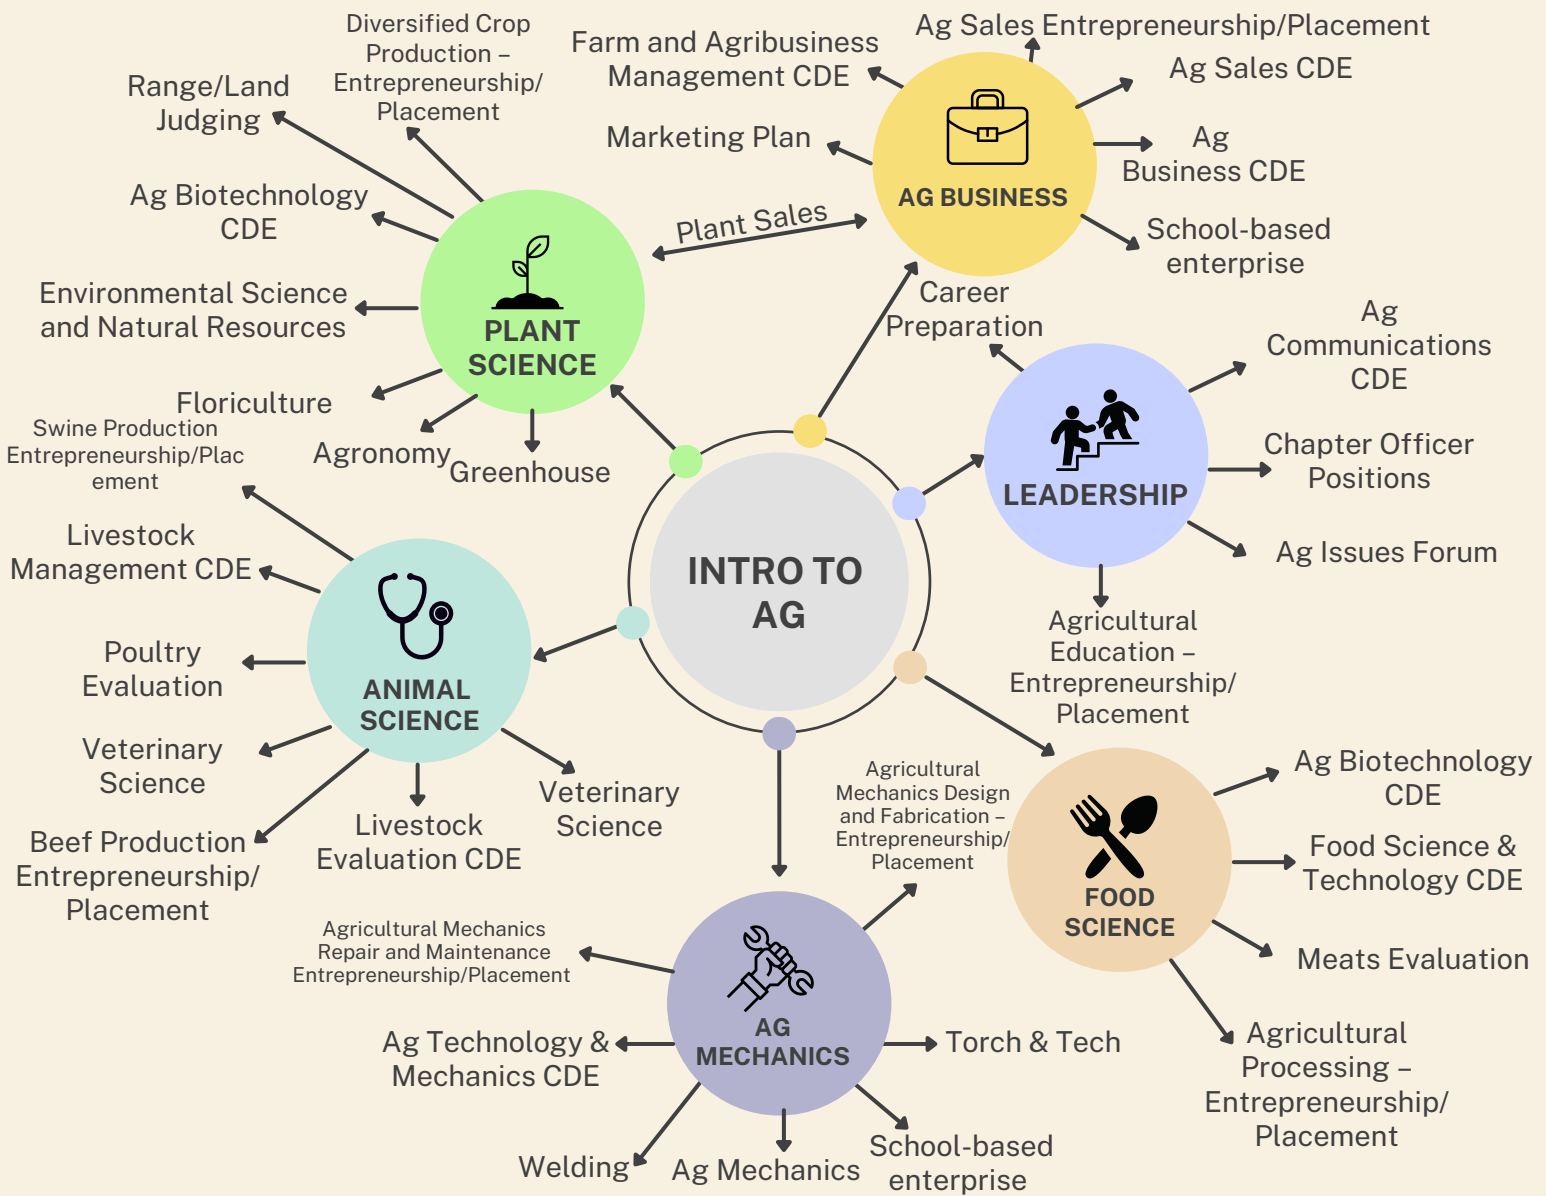 Diversified Crop
Production –
Entrepreneurship/
Placement
Range/Land
Judging
Ag Biotechnology
CDE
Environmental Science
and Natural Resources
Floriculture
Agronomy
Greenhouse
PLANT
SCIENCE
Plant Sales
Farm and Agribusiness
Management CDE
Marketing Plan
Ag Sales Entrepreneurship/Placement
Ag Sales CDE
Ag
Business CDE
School-based
enterprise
AG BUSINESS
Career
Preparation
Ag
Communications
CDE
Chapter Officer
Positions
Ag Issues Forum
Agricultural
Education –
Entrepreneurship/
Placement
LEADERSHIP
INTRO TO
AG
Swine Production
Entrepreneurship/Plac
ement
Livestock
Management CDE
Poultry
Evaluation
Veterinary
Science
Beef Production
Entrepreneurship/
Placement
Livestock
Evaluation CDE
Veterinary
Science
ANIMAL
SCIENCE
Agricultural
Mechanics Design
and Fabrication –
Entrepreneurship/
Placement
Agricultural Mechanics
Repair and Maintenance
Entrepreneurship/Placement
Ag Technology &
Mechanics CDE
Welding
Ag Mechanics
School-based
enterprise
Torch & Tech
AG
MECHANICS
FOOD
SCIENCE
Ag Biotechnology
CDE
Food Science &
Technology CDE
Meats Evaluation
Agricultural
Processing –
Entrepreneurship/
Placement